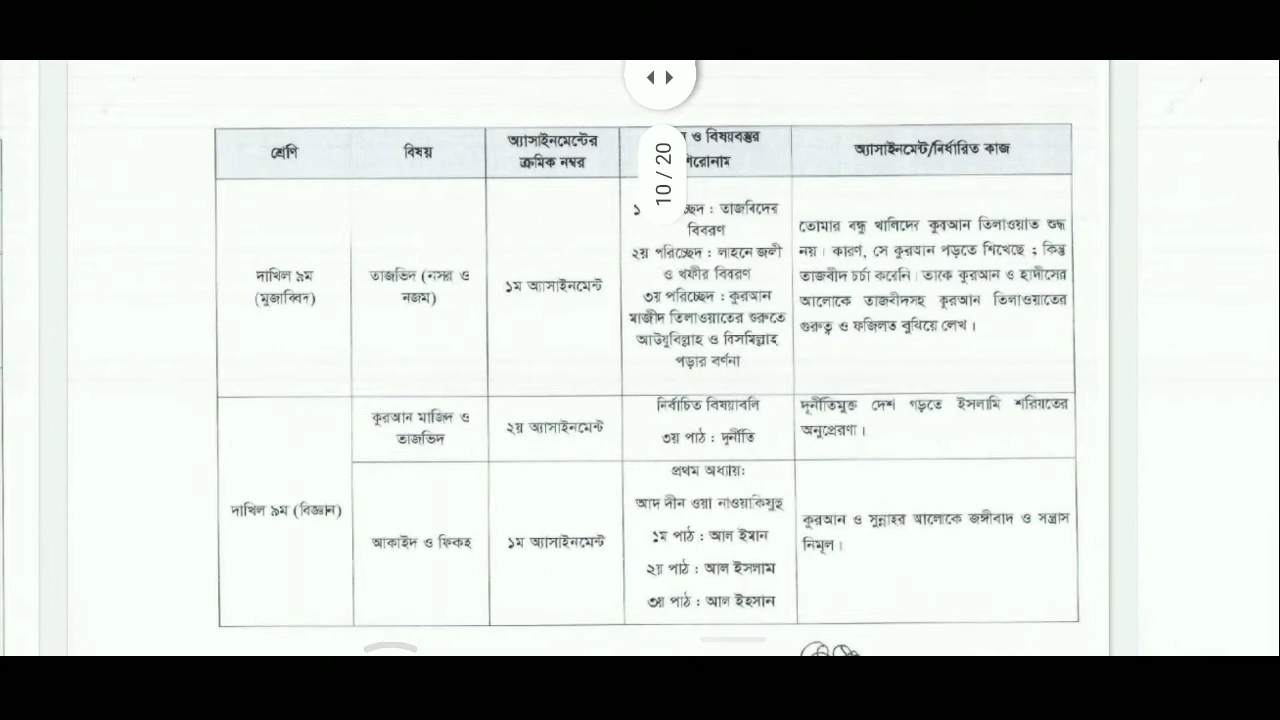 10 / 20
শ্রেণি
বিষয়
অ্যাসাইনমেন্টের
ক্রমিক নম্বর
ও বিষয়বস্তুর
শিরোনাম
অ্যাসাইনমেন্ট/নির্ধারিত কাজ
দাখিল ৯ম
(মুজাব্বিদ)
তাজভিদ (নসর ও
নজম)
১ম অ্যাসাইনমেন্ট
১ চ্ছেদ : তাজবিদের
বিবরণ
২য় পরিচ্ছেদ : লাহনে জলী
ও খফীর বিবরণ
৩য় পরিচ্ছেদ : কুরআন
মাজীদ তিলাওয়াতের শুরুতে
আউযুবিল্লাহ ও বিসমিল্লাহ
পড়ার বর্ণনা
তোমার বন্ধু খালিদের কুরআন তিলাওয়াত শুদ্ধ
নয়। কারণ, সে কুরআন পড়তে শিখেছে ; কিন্তু
তাজবীদ চর্চা করেনি। তাকে কুরআন ও হাদীসের
আলোকে তাজবীদসহ কুরআন তিলাওয়াতের
গুরুত্ব ও ফজিলত বুঝিয়ে লেখ।
দাখিল ৯ম (বিজ্ঞান)
কুরআন মাজিদ ও
তাজভিদ
২য় অ্যাসাইনমেন্ট
নির্বাচিত বিষয়াবলি
৩য় পাঠ : দূর্নীতি
দূর্নীতিমুক্ত দেশ গড়তে ইসলামি শরিয়তের
অনুপ্রেরণা।
আকাইদ ও ফিকহ
১ম অ্যাসাইনমেন্ট
প্রথম অধ্যায়:
আদ দীন ওয়া নাওয়াকিযুহু
১ম পাঠ : আল ইমান
২য় পাঠ : আল ইসলাম
৩য় পাঠ : আল ইহসান
কুরআন ও সুন্নাহর আলোকে জঙ্গীবাদ ও সন্ত্রাস
নিমূল।